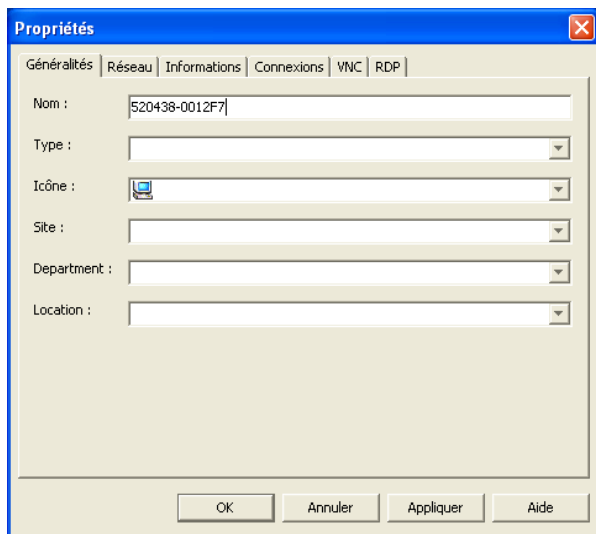 Propriétés
Généralités Réseau Informations Connexions VNC RDP
Nom : 520438-0012F7
Type :
Icône :
Site :
Department :
Location :
OK Annuler Appliquer Aide